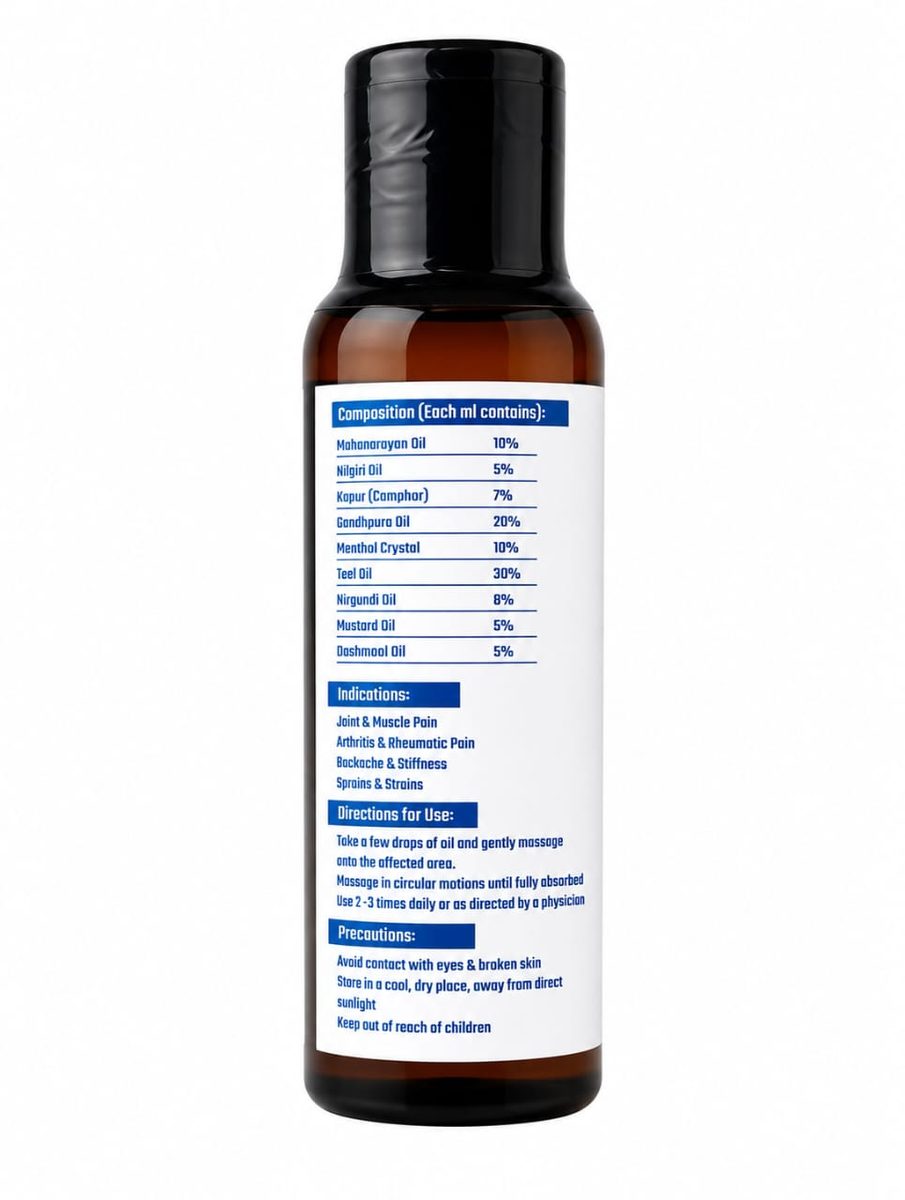 Composition (Each ml contains):
Mahanarayan Oil 10%
Nilgiri Oil 5%
Kapur (Camphor) 7%
Gandhpura Oil 20%
Menthol Crystal 10%
Teel Oil 30%
Nirgundi Oil 8%
Mustard Oil 5%
Dashmool Oil 5%
Indications:
Joint & Muscle Pain
Arthritis & Rheumatic Pain
Backache & Stiffness
Sprains & Strains
Directions for Use:
Take a few drops of oil and gently massage
onto the affected area.
Massage in circular motions until fully absorbed
Use 2 -3 times daily or as directed by a physician
Precautions:
Avoid contact with eyes & broken skin
Store in a cool, dry place, away from direct
sunlight
Keep out of reach of children